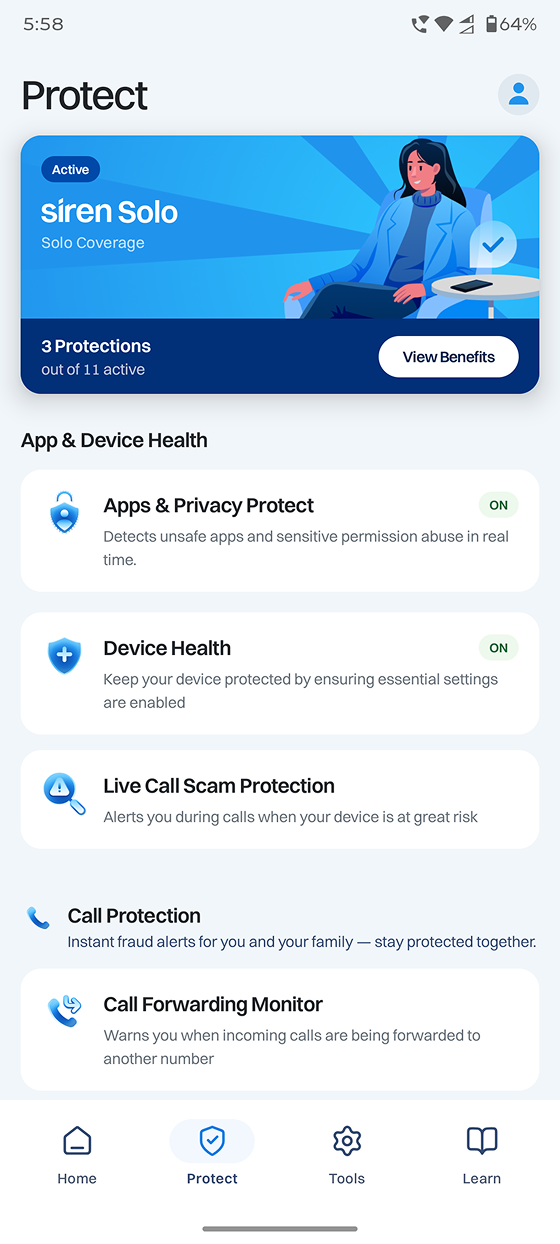 5:58
64%
Protect
Active
siren Solo
Solo Coverage
3 Protections
out of 11 active
View Benefits
App & Device Health
Apps & Privacy Protect
ON
Detects unsafe apps and sensitive permission abuse in real
time.
Device Health
ON
Keep your device protected by ensuring essential settings
are enabled
Live Call Scam Protection
Alerts you during calls when your device is at great risk
Call Protection
Instant fraud alerts for you and your family — stay protected together.
Call Forwarding Monitor
Warns you when incoming calls are being forwarded to
another number
Home
Protect
Tools
Learn